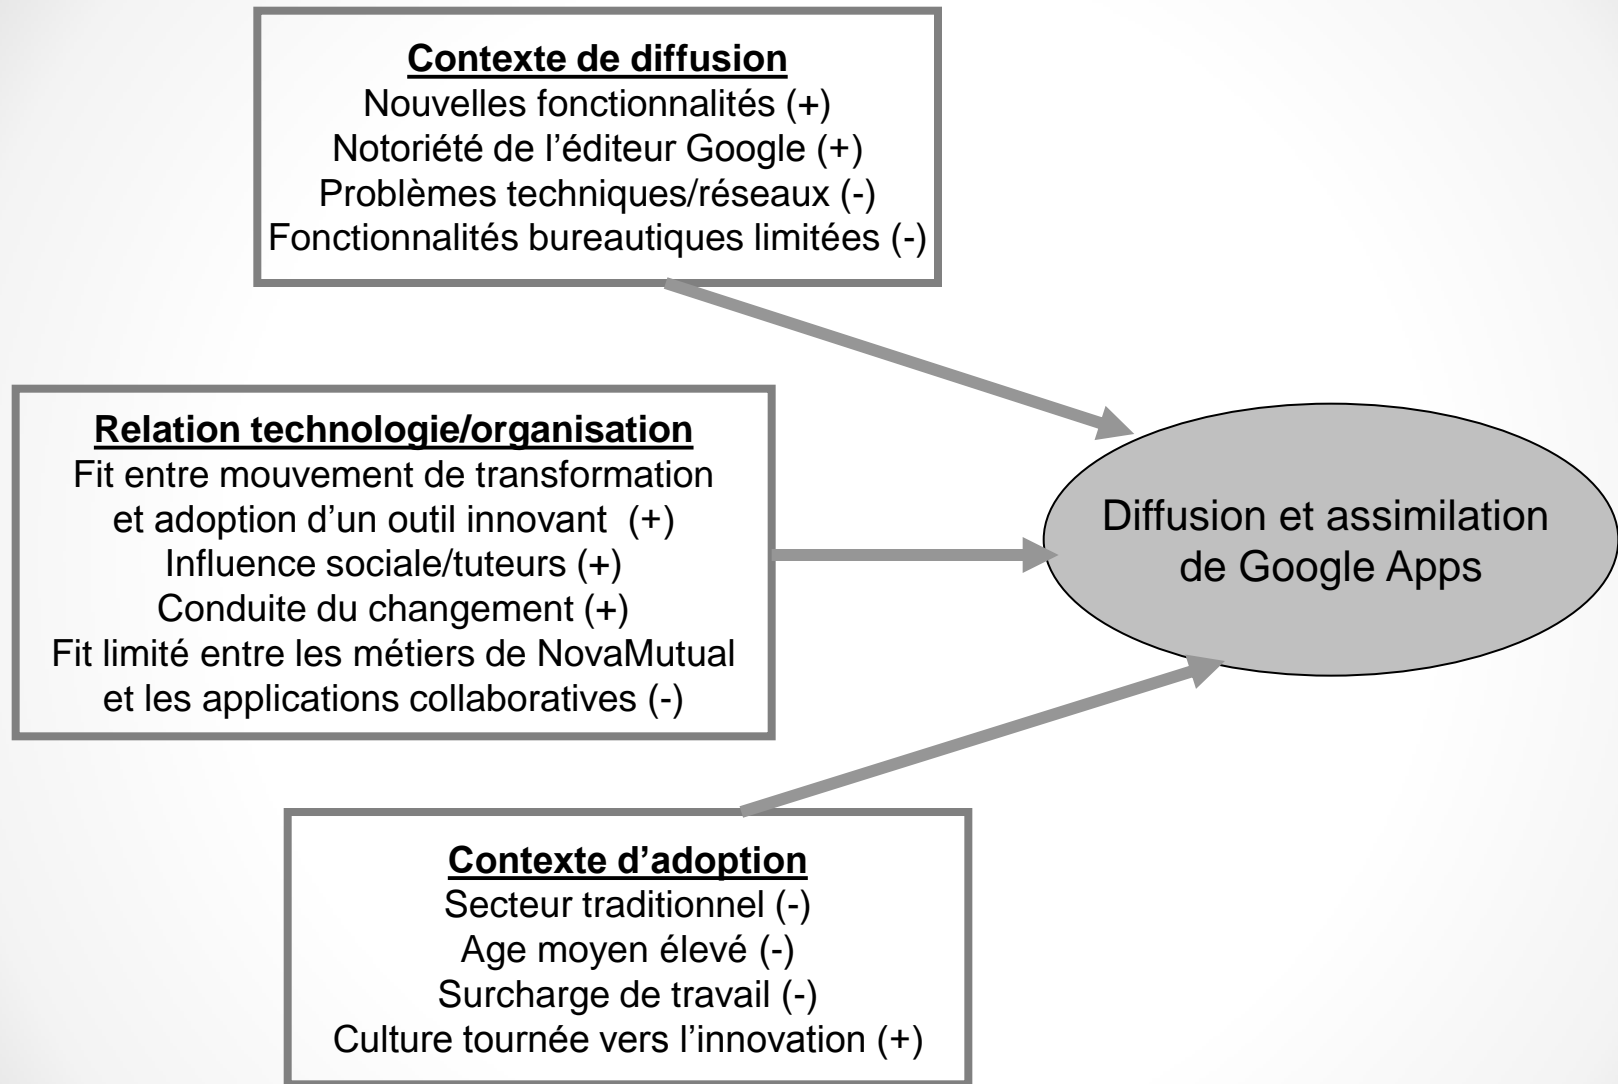 Contexte de diffusion
Nouvelles fonctionnalités (+)
Notoriété de l’éditeur Google (+)
Problèmes techniques/réseaux (-)
Fonctionnalités bureautiques limitées (-)
Relation technologie/organisation
Fit entre mouvement de transformation
et adoption d’un outil innovant (+)
Influence sociale/tuteurs (+)
Conduite du changement (+)
Fit limité entre les métiers de NovaMutual
et les applications collaboratives (-)
Diffusion et assimilation
de Google Apps
Contexte d’adoption
Secteur traditionnel (-)
Age moyen élevé (-)
Surcharge de travail (-)
Culture tournée vers l’innovation (+)